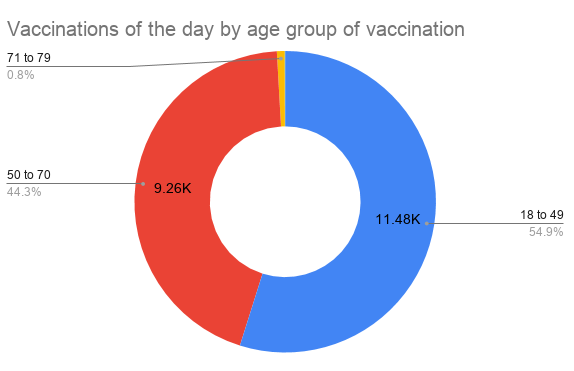 Vaccinations of the day by age group of vaccination
71 to 79
0.8%
50 to 70
44.3%
9.26K
11.48K
18 to 49
54.9%